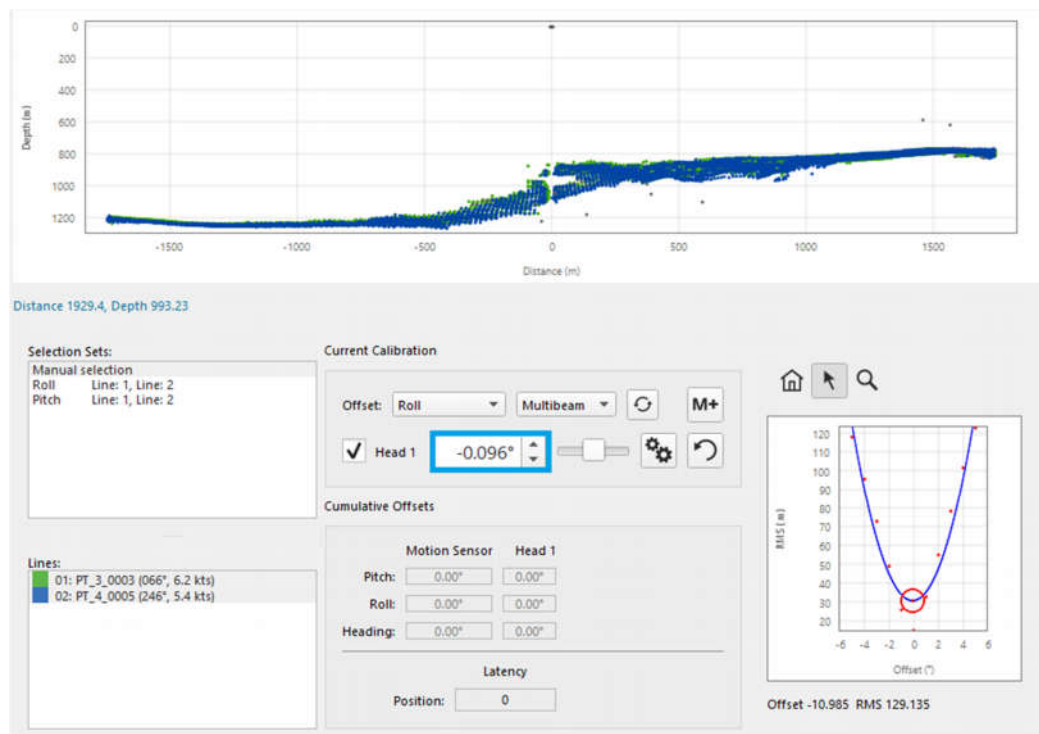 0
200
400
600
800
1000
1200
Depth (m)
-1500 -1000 -500 0 500 1000 1500
Distance (m)
Distance 1929.4, Depth 993.23
Selection Sets:
Manual selection
Roll Line: 1, Line: 2
Pitch Line: 1, Line: 2
Lines:
01: PT_3_0003 (066°, 6.2 kts)
02: PT_4_0005 (246°, 5.4 kts)
Current Calibration
Offset: Roll Multibeam M+
Head 1 -0.096°
Cumulative Offsets
Motion Sensor Head 1
Pitch: 0.00° 0.00°
Roll: 0.00° 0.00°
Heading: 0.00° 0.00°
Latency
Position: 0
120
110
100
90
80
70
60
50
40
30
20
RMS (m)
-6 -4 -2 0 2 4 6
Offset (°)
Offset -10.985 RMS 129.135